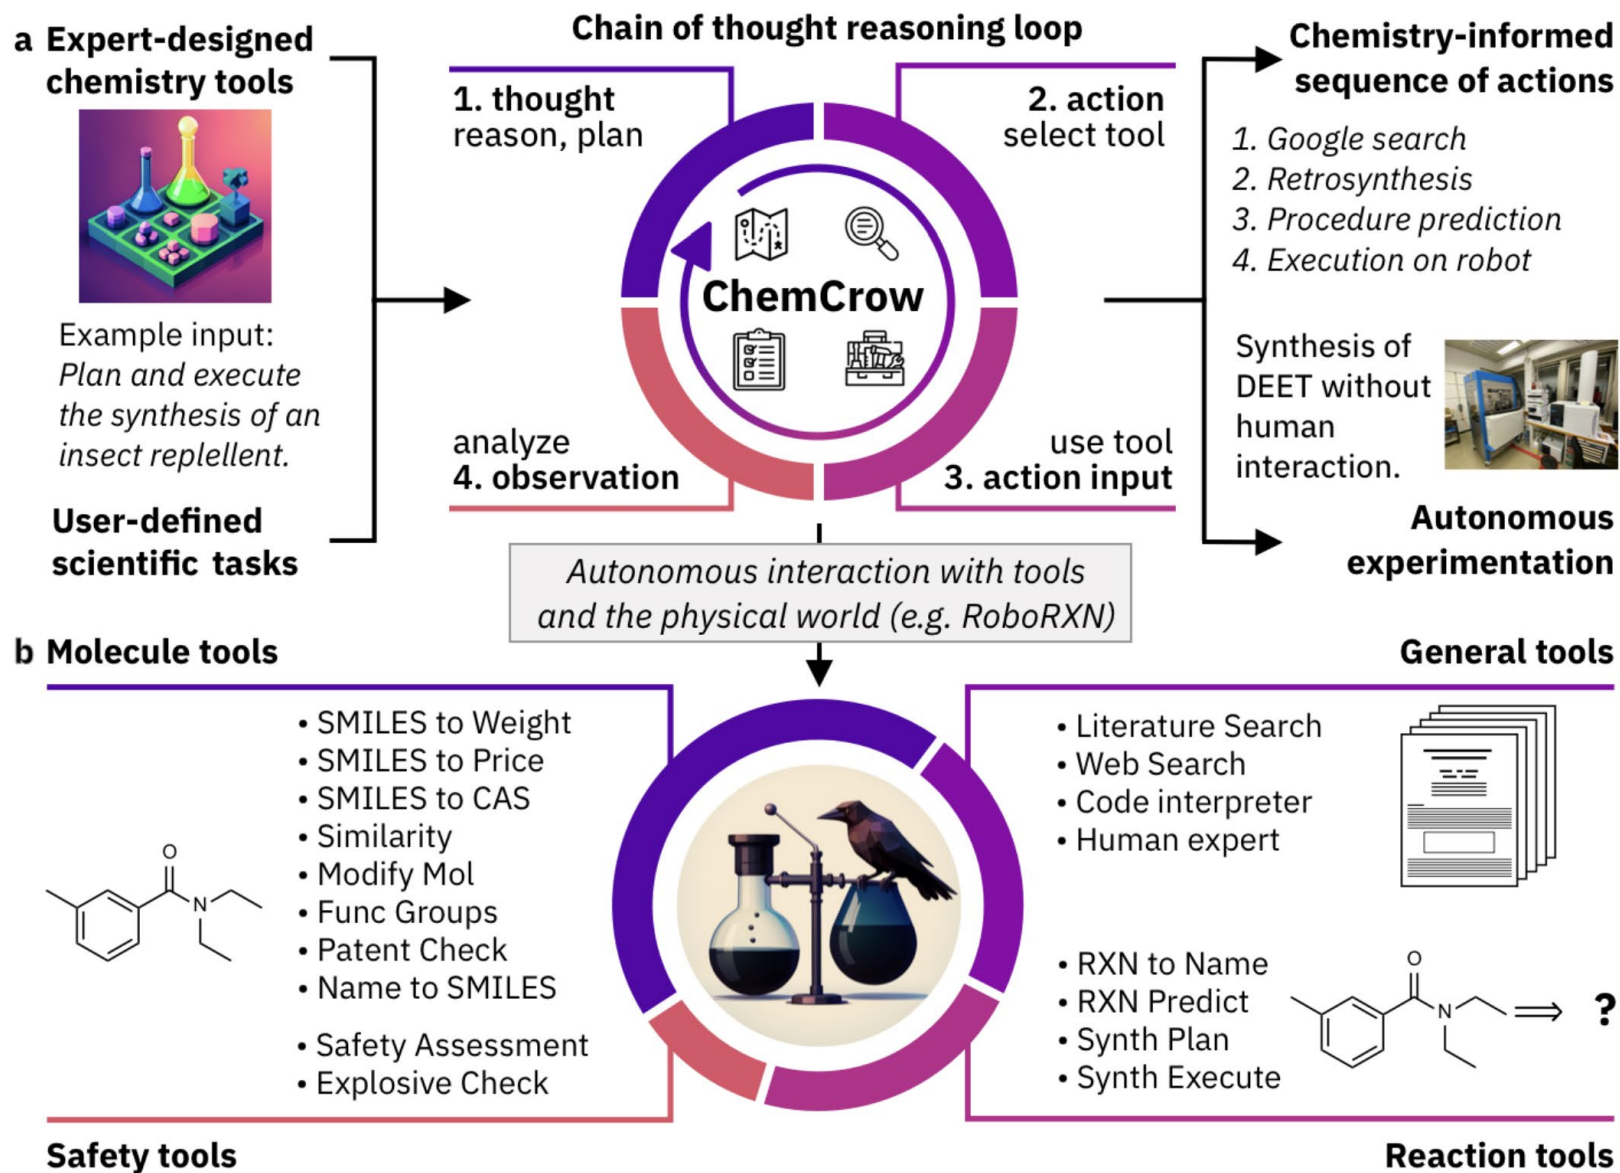 a Expert-designed
chemistry tools
Example input:
Plan and execute
the synthesis of an
insect repllellent.
User-defined
scientific tasks
Chain of thought reasoning loop
1. thought
reason, plan
2. action
select tool
ChemCrow
analyze
4. observation
use tool
3. action input
Chemistry-informed
sequence of actions
1. Google search
2. Retrosynthesis
3. Procedure prediction
4. Execution on robot
Synthesis of
DEET without
human
interaction.
Autonomous
experimentation
Autonomous interaction with tools
and the physical world (e.g. RoboRXN)
b Molecule tools
• SMILES to Weight
• SMILES to Price
• SMILES to CAS
• Similarity
• Modify Mol
• Func Groups
• Patent Check
• Name to SMILES
O
N
• Safety Assessment
• Explosive Check
Safety tools
General tools
• Literature Search
• Web Search
• Code interpreter
• Human expert
• RXN to Name
• RXN Predict
• Synth Plan
• Synth Execute
O
N
?
Reaction tools